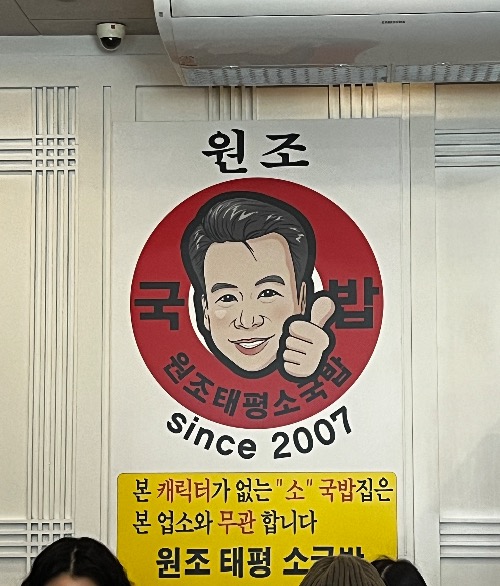 원조
국 밥
원조태평소국밥
since 2007
본 캐릭터가 없는 "소" 국밥집은
본 업소와 무관 합니다
원조 태평 소국밥